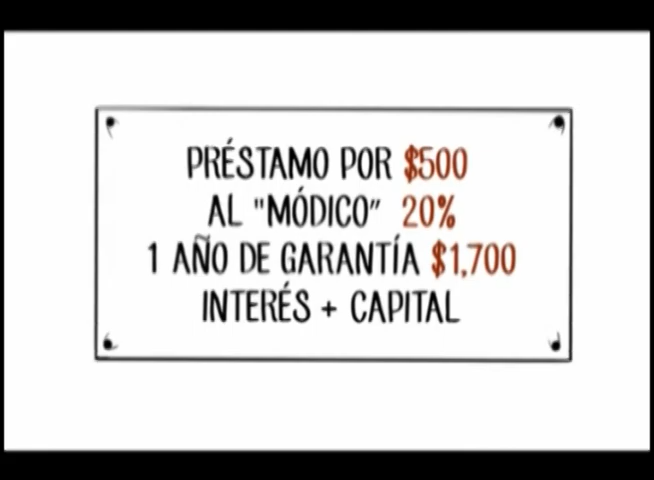 PRÉSTAMO POR $500
AL "MÓDICO" 20%
1 AÑO DE GARANTÍA $1,700
INTERÉS + CAPITAL